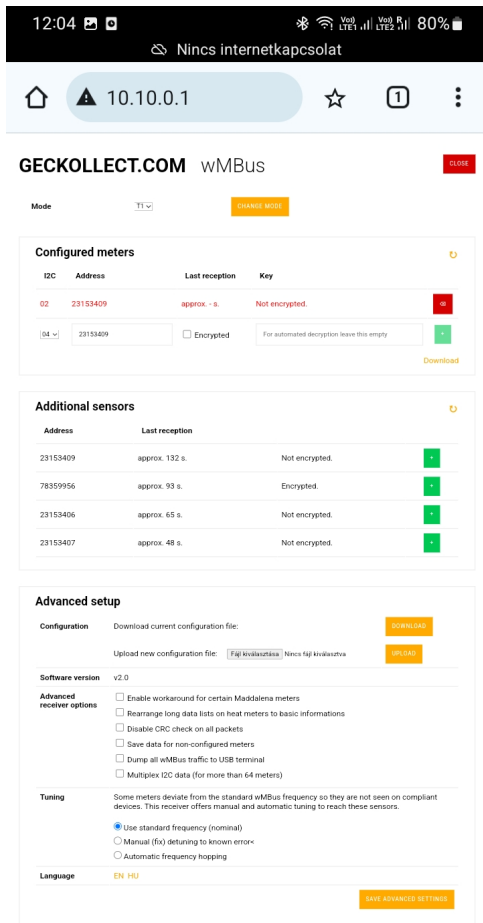 12:04 80%
Nincs internetkapcsolat
10.10.0.1 1
GECKOLLECT.COM wMBus CLOSE
Mode T1 CHANGE MODE
Configured meters
I2C Address Last reception Key
02 23153409 approx. - s. Not encrypted.
04 23153409 Encrypted For automated decryption leave this empty +
Download
Additional sensors
Address Last reception
23153409 approx. 132 s. Not encrypted. +
78359956 approx. 93 s. Encrypted. +
23153406 approx. 65 s. Not encrypted. +
23153407 approx. 48 s. Not encrypted. +
Advanced setup
Configuration Download current configuration file: DOWNLOAD
Upload new configuration file: Fájl kiválasztása Nincs fájl kiválasztva UPLOAD
Software version v2.0
Advanced receiver options
Enable workaround for certain Maddalena meters
Rearrange long data lists on heat meters to basic informations
Disable CRC check on all packets
Save data for non-configured meters
Dump all wMBus traffic to USB terminal
Multiplex I2C data (for more than 64 meters)
Tuning Some meters deviate from the standard wMBus frequency so they are not seen on compliant
devices. This receiver offers manual and automatic tuning to reach these sensors.
Use standard frequency (nominal)
Manual (fix) detuning to known error<
Automatic frequency hopping
Language EN HU
SAVE ADVANCED SETTINGS